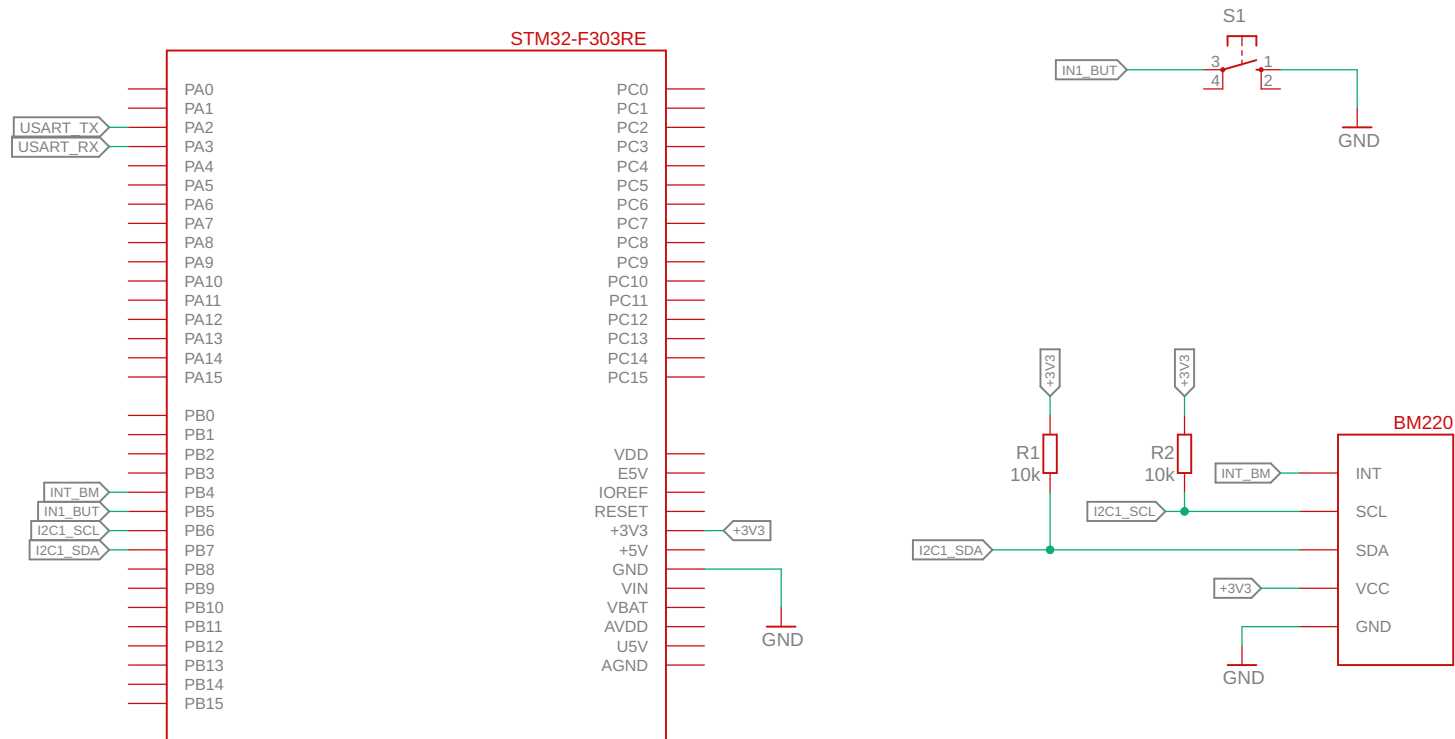 STM32-F303RE
PA0
PA1
USART_TX PA2
USART_RX PA3
PA4
PA5
PA6
PA7
PA8
PA9
PA10
PA11
PA12
PA13
PA14
PA15
PB0
PB1
PB2
PB3
INT_BM PB4
IN1_BUT PB5
I2C1_SCL PB6
I2C1_SDA PB7
PB8
PB9
PB10
PB11
PB12
PB13
PB14
PB15
PC0
PC1
PC2
PC3
PC4
PC5
PC6
PC7
PC8
PC9
PC10
PC11
PC12
PC13
PC14
PC15
VDD
E5V
IOREF
RESET
+3V3 +3V3
+5V
GND
VIN
VBAT
AVDD
U5V
AGND
GND
S1
IN1_BUT 3 1
4 2
GND
+3V3 +3V3
R1 R2
10k 10k
BM220
INT_BM INT
I2C1_SCL SCL
I2C1_SDA SDA
+3V3 VCC
GND
GND